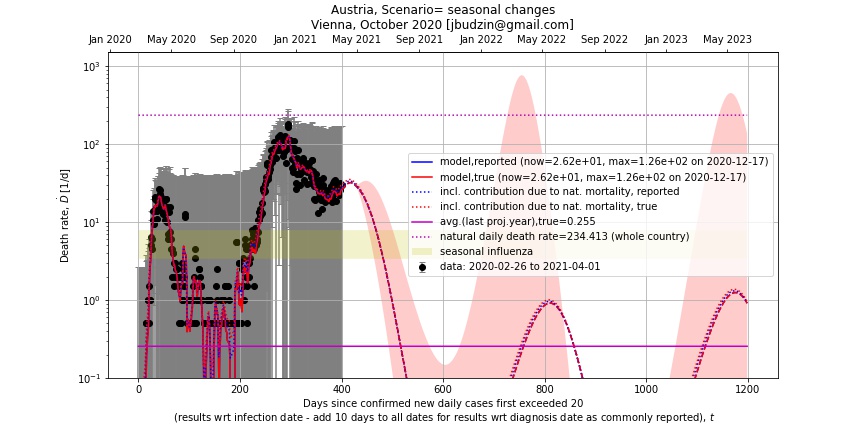 Austria, Scenario= seasonal changes
Vienna, October 2020 [jbudzin@gmail.com]
Jan 2020 May 2020 Sep 2020 Jan 2021 May 2021 Sep 2021 Jan 2022 May 2022 Sep 2022 Jan 2023 May 2023
10³
10²
10¹
10⁰
10⁻¹
Death rate, D [1/d]
model,reported (now=2.62e+01, max=1.26e+02 on 2020-12-17)
model,true (now=2.62e+01, max=1.26e+02 on 2020-12-17)
incl. contribution due to nat. mortality, reported
incl. contribution due to nat. mortality, true
avg.(last proj.year),true=0.255
natural daily death rate=234.413 (whole country)
seasonal influenza
data: 2020-02-26 to 2021-04-01
0 200 400 600 800 1000 1200
Days since confirmed new daily cases first exceeded 20
(results wrt infection date - add 10 days to all dates for results wrt diagnosis date as commonly reported), t